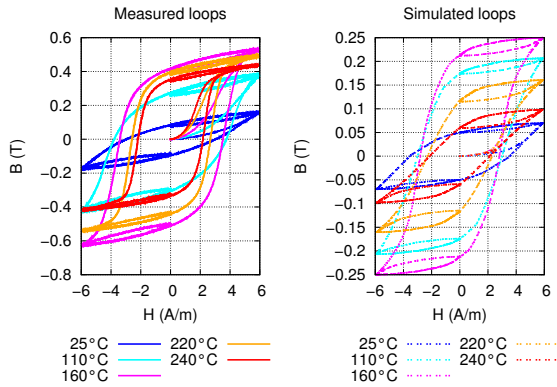 Measured loops
Simulated loops
0.6
0.4
0.2
0
-0.2
-0.4
-0.6
-0.8
B (T)
-6 -4 -2 0 2 4 6
H (A/m)
0.25
0.2
0.15
0.1
0.05
0
-0.05
-0.1
-0.15
-0.2
-0.25
B (T)
-6 -4 -2 0 2 4 6
H (A/m)
25°C 220°C
110°C 240°C
160°C
25°C 220°C
110°C 240°C
160°C